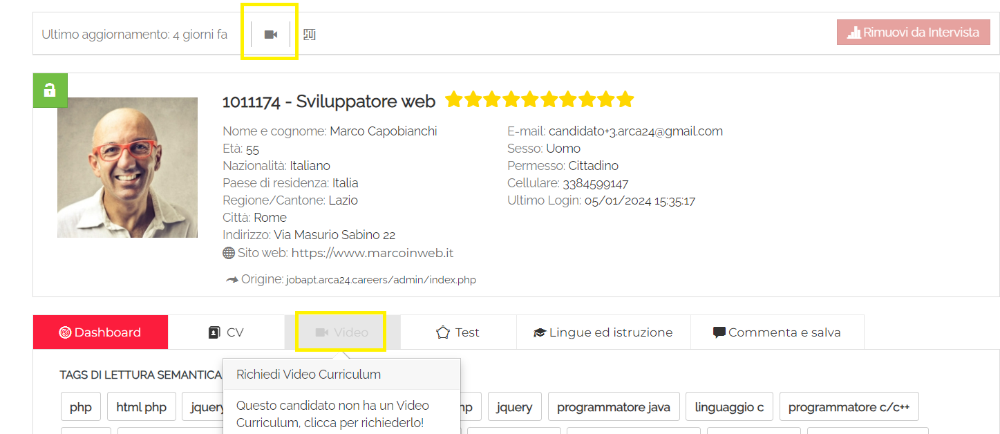 Ultimo aggiornamento: 4 giorni fa
Rimuovi da Intervista
1011174 - Sviluppatore web
Nome e cognome: Marco Capobianchi
E-mail: candidato+3.arca24@gmail.com
Età: 55
Sesso: Uomo
Nazionalità: Italiano
Permesso: Cittadino
Paese di residenza: Italia
Cellulare: 3384599147
Regione/Cantone: Lazio
Ultimo Login: 05/01/2024 15:35:17
Città: Rome
Indirizzo: Via Masurio Sabino 22
Sito web: https://www.marcoinweb.it
Origine: jobapt.arca24.careers/admin/index.php
Dashboard CV Video Test Lingue ed istruzione Commenta e salva
TAGS DI LETTURA SEMANTICA
Richiedi Video Curriculum
php html php jquery jquery programmatore java linguaggio c programmatore c/c++
Questo candidato non ha un Video
Curriculum, clicca per richiederlo!